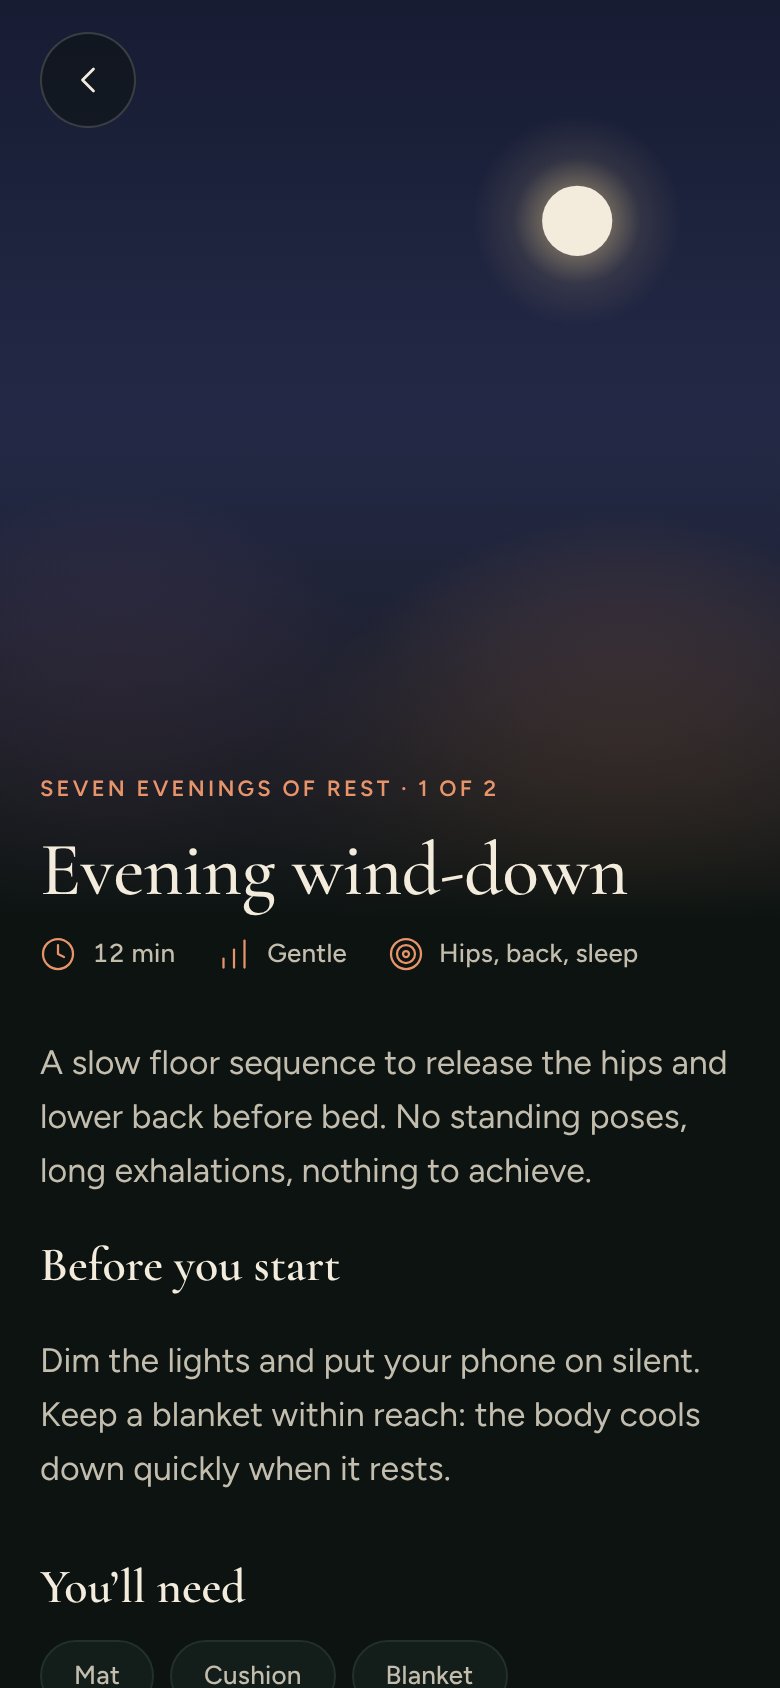 SEVEN EVENINGS OF REST · 1 OF 2
Evening wind-down
12 min Gentle Hips, back, sleep
A slow floor sequence to release the hips and
lower back before bed. No standing poses,
long exhalations, nothing to achieve.
Before you start
Dim the lights and put your phone on silent.
Keep a blanket within reach: the body cools
down quickly when it rests.
You’ll need
Mat Cushion Blanket